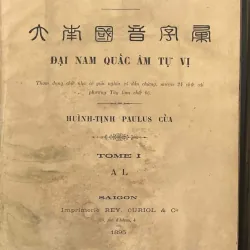 大南國音字彙
ĐẠI NAM QUẤC ÂM TỰ VỊ
HUÌNH-TỊNH PAULUS CỦA
TOME I
A L
SAIGON
Imprimerie REY, CURIOL & Cie
1895